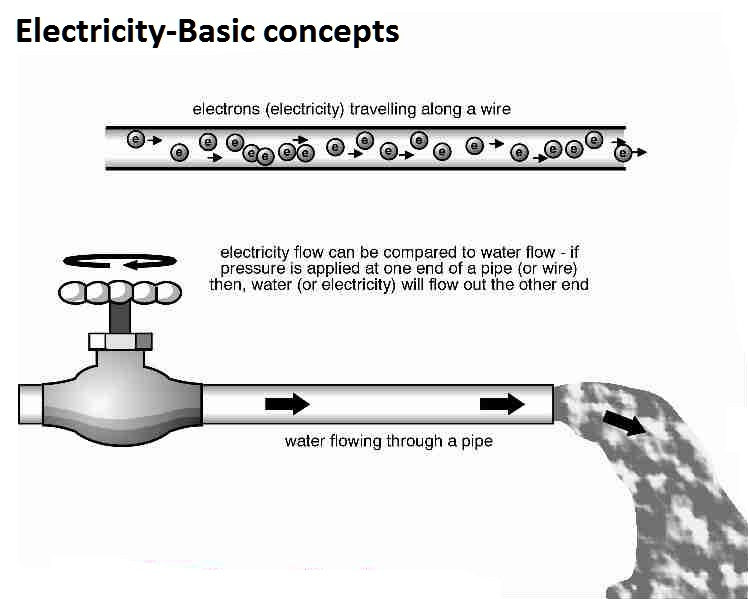 Electricity-Basic concepts
electrons (electricity) travelling along a wire
e e e e e e e e e e e e e e e e e e e e
electricity flow can be compared to water flow - if
pressure is applied at one end of a pipe (or wire)
then, water (or electricity) will flow out the other end
water flowing through a pipe